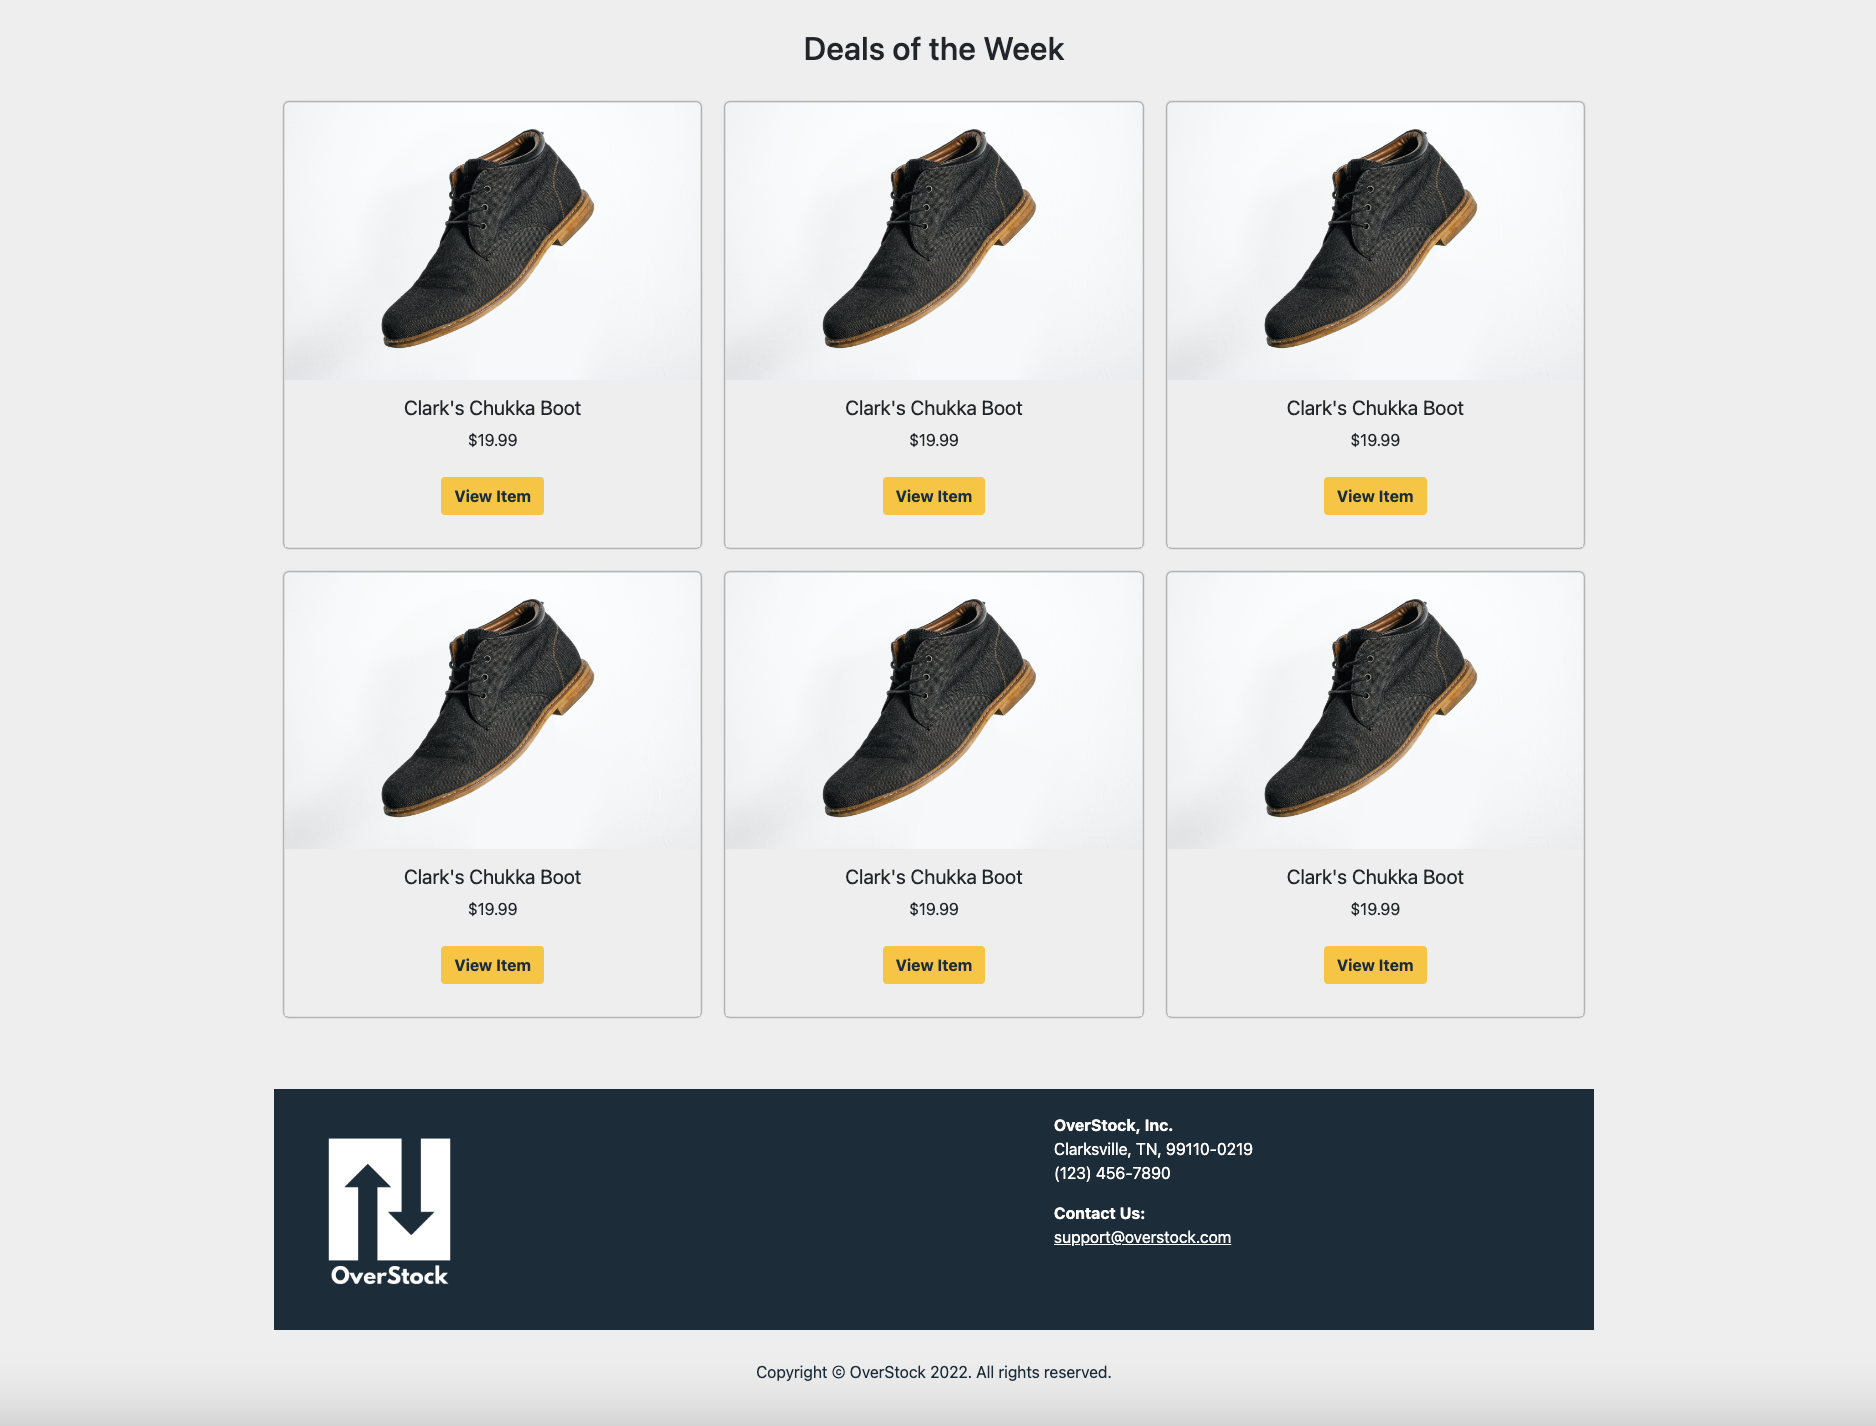 Deals of the Week
Clark's Chukka Boot
$19.99
View Item
Clark's Chukka Boot
$19.99
View Item
Clark's Chukka Boot
$19.99
View Item
Clark's Chukka Boot
$19.99
View Item
Clark's Chukka Boot
$19.99
View Item
Clark's Chukka Boot
$19.99
View Item
OverStock
OverStock, Inc.
Clarksville, TN, 99110-0219
(123) 456-7890
Contact Us:
support@overstock.com
Copyright © OverStock 2022. All rights reserved.